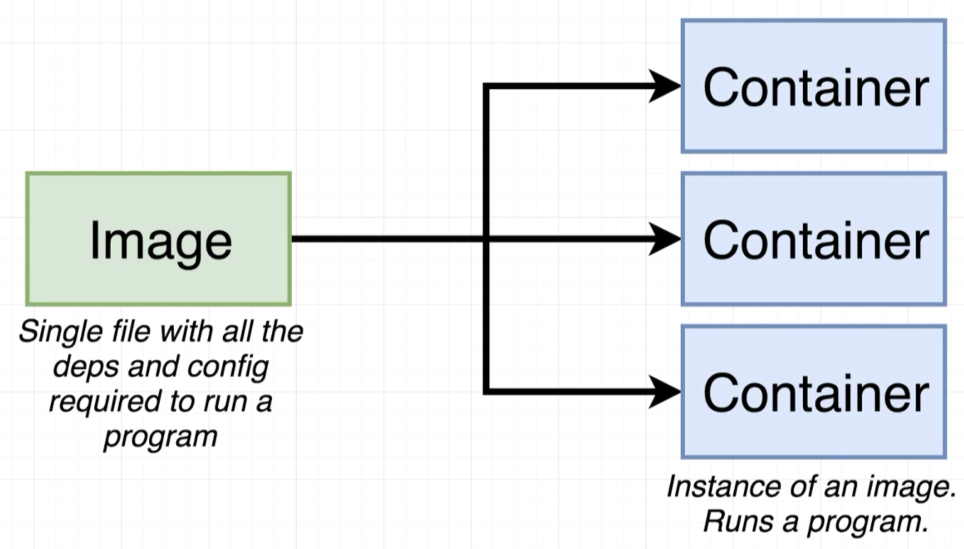 Image
Single file with all the
deps and config
required to run a
program
Container
Container
Container
Instance of an image.
Runs a program.